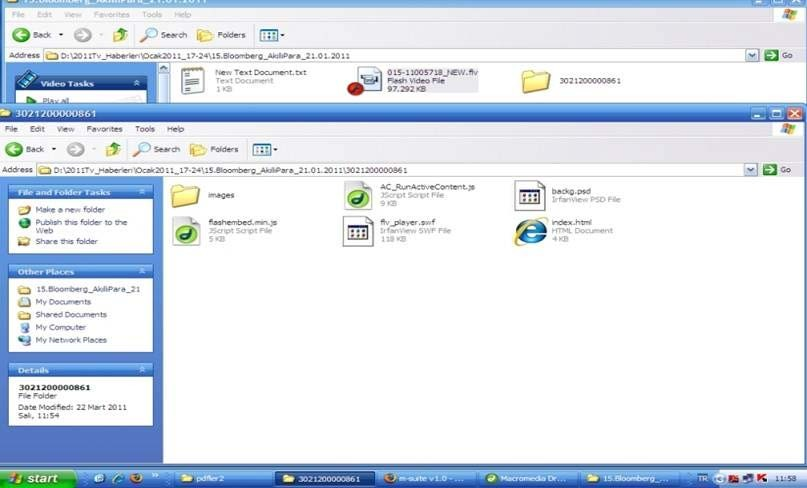 15.Bloomberg_AkilliPara_21.01.2011
File Edit View Favorites Tools Help
Back Search Folders
Address D:\2011Tv_Haberleri\Ocak2011_17-24\15.Bloomberg_AkilliPara_21.01.2011 Go
Video Tasks
Play all
New Text Document.txt
Text Document
1 KB
015-11005718_NEW.flv
Flash Video File
97.292 KB
3021200000861
3021200000861
File Edit View Favorites Tools Help
Back Search Folders
Address D:\2011Tv_Haberleri\Ocak2011_17-24\15.Bloomberg_AkilliPara_21.01.2011\3021200000861 Go
File and Folder Tasks
Make a new folder
Publish this folder to the
Web
Share this folder
Other Places
15.Bloomberg_AkilliPara_21
My Documents
Shared Documents
My Computer
My Network Places
Details
3021200000861
File Folder
Date Modified: 22 Mart 2011
Salı, 11:54
images
AC_RunActiveContent.js
JScript Script File
9 KB
backg.psd
IrfanView PSD File
flashembed.min.js
JScript Script File
5 KB
flv_player.swf
IrfanView SWF File
118 KB
index.html
HTML Document
4 KB
start
pdfler2
3021200000861
m-suite v1.0 - ...
Macromedia Dr...
15.Bloomberg_...
TR
11:58